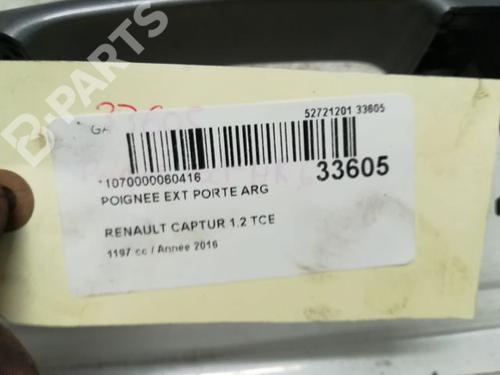 B-PARTS
52721201 33605
GA
*1070000060416
33605
POIGNEE EXT PORTE ARG
RENAULT CAPTUR 1.2 TCE
1197 cc / Année 2016